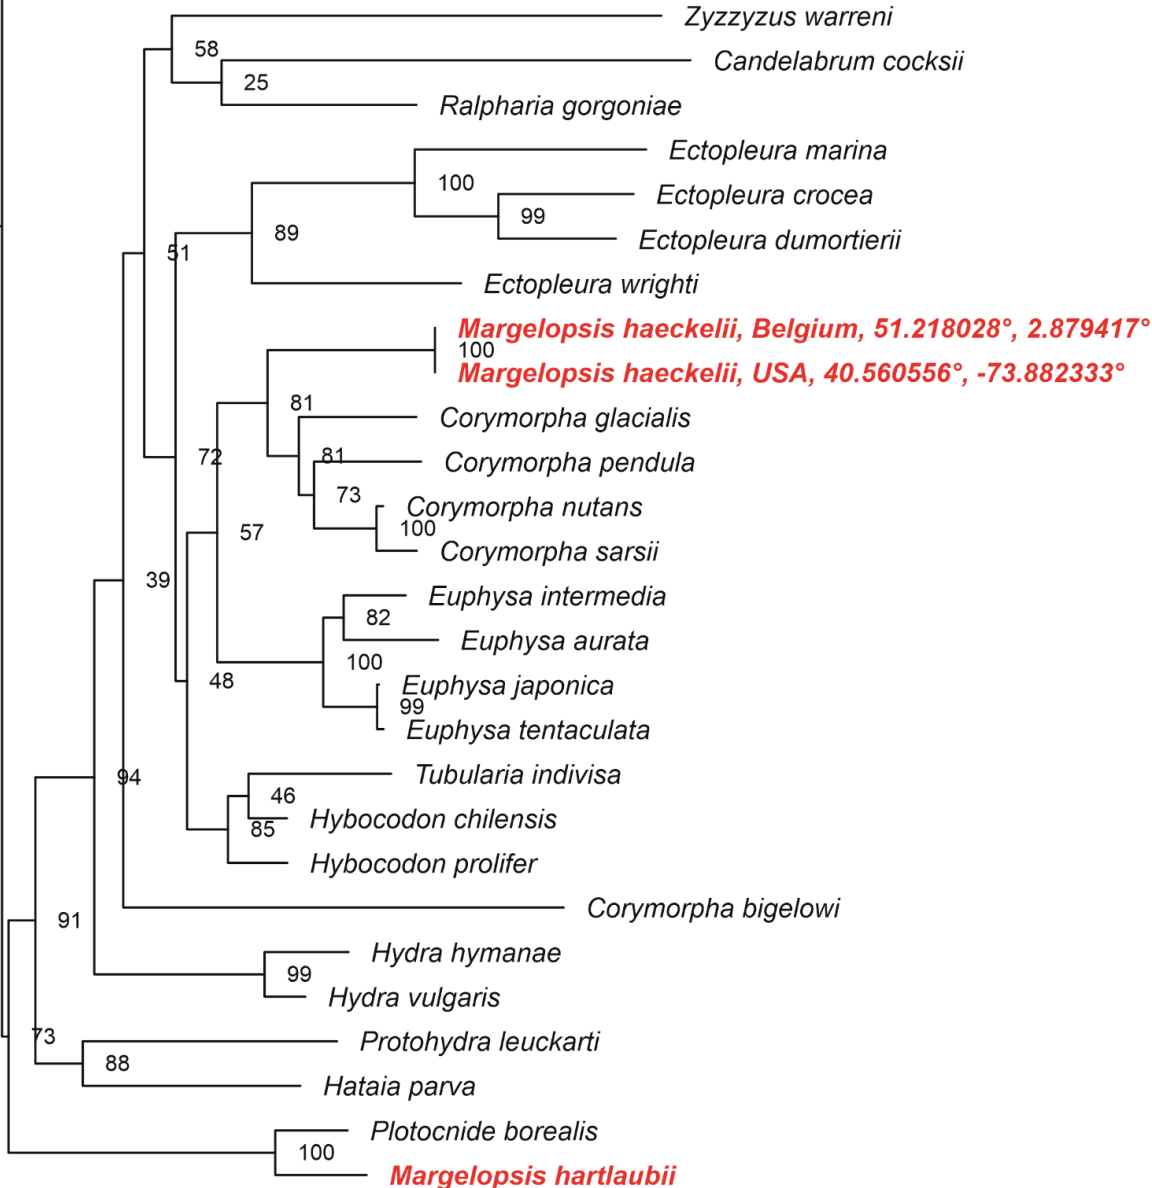 Zyzzyzus warreni
58
Candelabrum cocksii
25
Ralpharia gorgoniae
Ectopleura marina
100
Ectopleura crocea
99
Ectopleura dumortierii
89
51
Ectopleura wrighti
Margelopsis haeckelii, Belgium, 51.218028°, 2.879417°
100
Margelopsis haeckelii, USA, 40.560556°, -73.882333°
81
Corymorpha glacialis
72
81
Corymorpha pendula
73
Corymorpha nutans
100
57
Corymorpha sarsii
39
Euphysa intermedia
82
Euphysa aurata
100
48
Euphysa japonica
99
Euphysa tentaculata
94
Tubularia indivisa
46
Hybocodon chilensis
85
Hybocodon prolifer
Corymorpha bigelowi
91
Hydra hymanae
99
Hydra vulgaris
73
Protohydra leuckarti
88
Hataia parva
Plotocnide borealis
100
Margelopsis hartlaubii